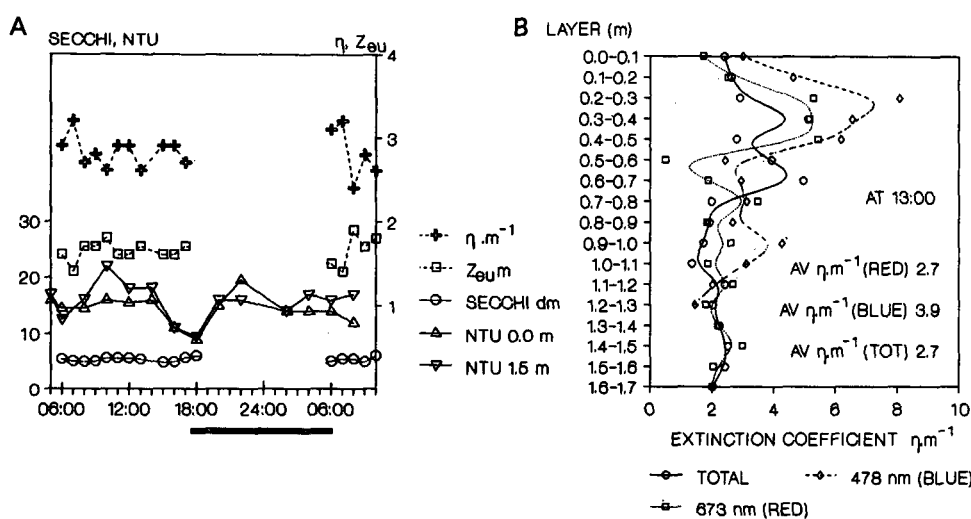 A
SECCHI, NTU
η, Zeu
4
3
2
1
30
20
10
0
06:00 12:00 18:00 24:00 06:00
η.m⁻¹
Zeu m
SECCHI dm
NTU 0.0 m
NTU 1.5 m
B LAYER (m)
0.0-0.1
0.1-0.2
0.2-0.3
0.3-0.4
0.4-0.5
0.5-0.6
0.6-0.7
0.7-0.8
0.8-0.9
0.9-1.0
1.0-1.1
1.1-1.2
1.2-1.3
1.3-1.4
1.4-1.5
1.5-1.6
1.6-1.7
AT 13:00
AV η.m⁻¹ (RED) 2.7
AV η.m⁻¹ (BLUE) 3.9
AV η.m⁻¹ (TOT) 2.7
0 2 4 6 8 10
EXTINCTION COEFFICIENT η.m⁻¹
TOTAL
478 nm (BLUE)
673 nm (RED)